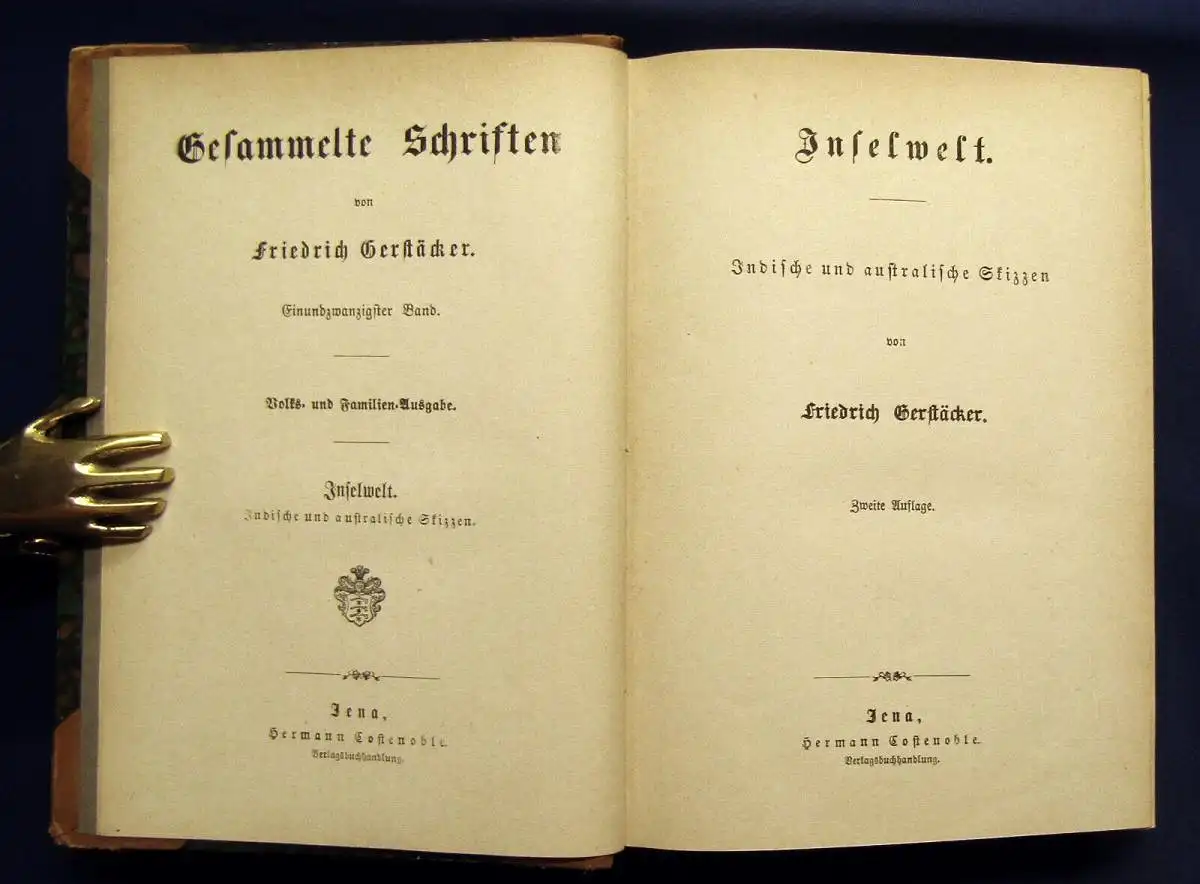 Gesammelte Schriften
von
Friedrich Gerstäcker.
Einundzwanzigster Band.
Volks- und Familien-Ausgabe.
Inselwelt.
Indische und australische Skizzen.
Jena,
Hermann Costenoble.
Verlagsbuchhandlung.
Inselwelt.
Indische und australische Skizzen
von
Friedrich Gerstäcker.
Zweite Auflage.
Jena,
Hermann Costenoble.
Verlagsbuchhandlung.